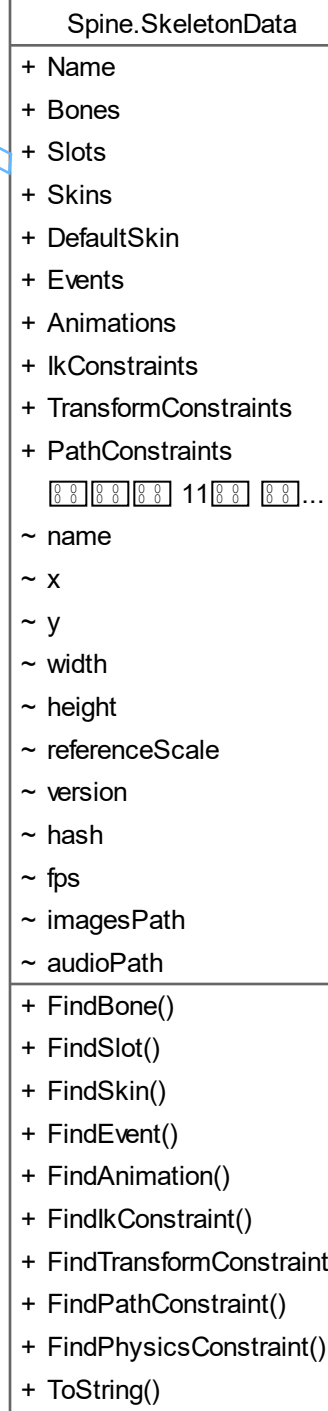 Spine.SkeletonData
+ Name
+ Bones
+ Slots
+ Skins
+ DefaultSkin
+ Events
+ Animations
+ IkConstraints
+ TransformConstraints
+ PathConstraints
11 ...
~ name
~ x
~ y
~ width
~ height
~ referenceScale
~ version
~ hash
~ fps
~ imagesPath
~ audioPath
+ FindBone()
+ FindSlot()
+ FindSkin()
+ FindEvent()
+ FindAnimation()
+ FindIkConstraint()
+ FindTransformConstraint
+ FindPathConstraint()
+ FindPhysicsConstraint()
+ ToString()